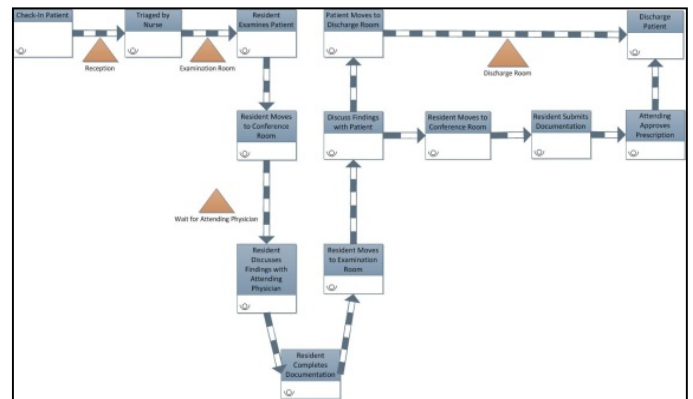 Check-In Patient
Triaged by
Nurse
Resident
Examines Patient
Patient Moves to
Discharge Room
Discharge
Patient
Reception
Examination Room
Discharge Room
Resident Moves
to Conference
Room
Discuss Findings
with Patient
Resident Moves to
Conference Room
Resident Submits
Documentation
Attending
Approves
Prescription
Wait for Attending Physician
Resident
Discusses
Findings with
Attending
Physician
Resident Moves
to Examination
Room
Resident
Completes
Documentation